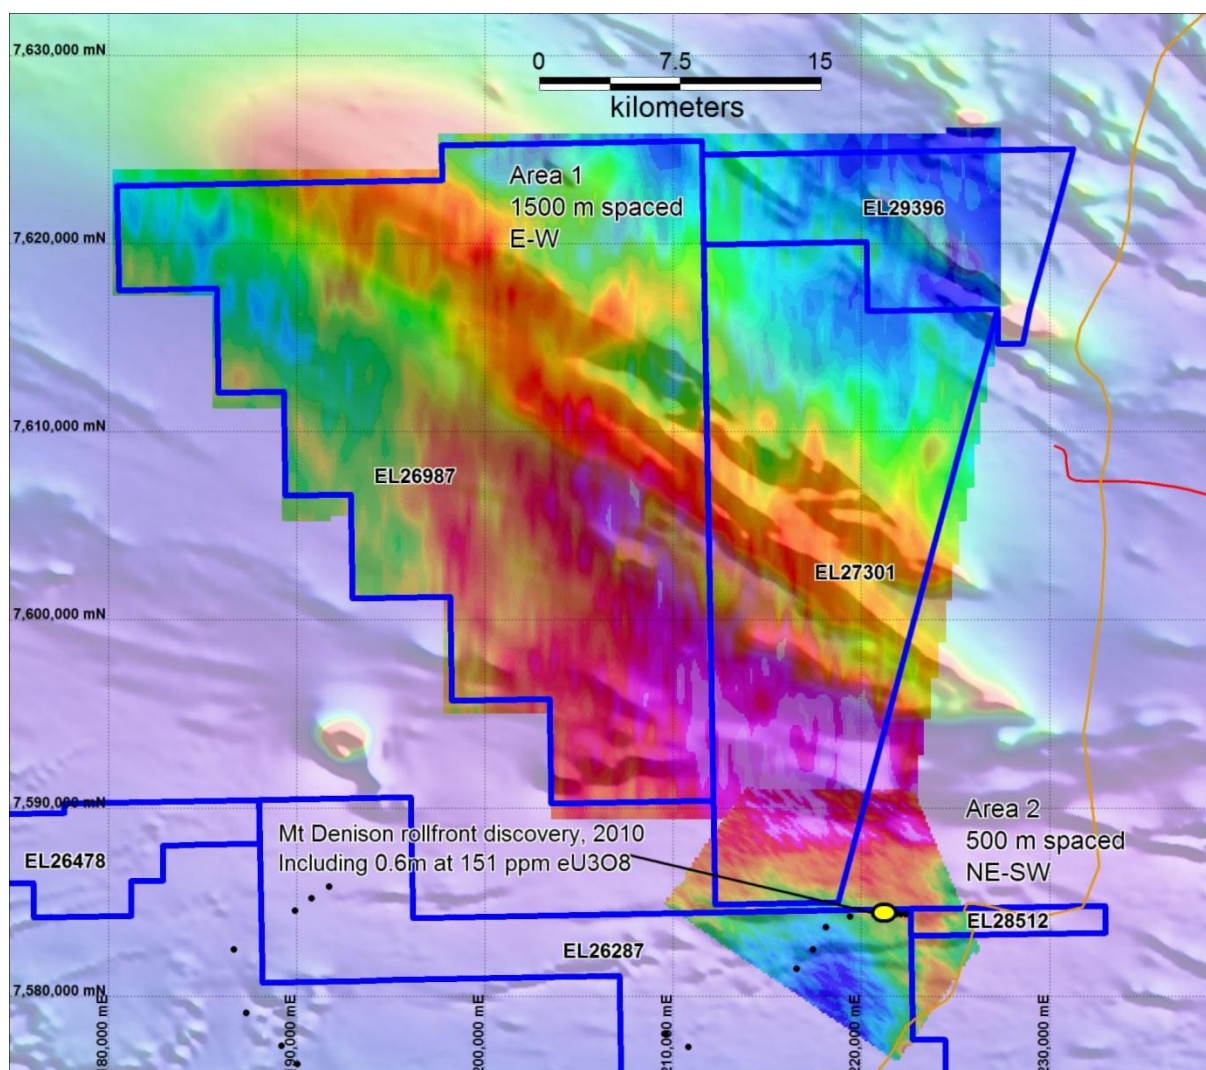 7,630,000 mN
0 7.5 15
kilometers
Area 1
1500 m spaced
E-W
EL29396
7,620,000 mN
7,610,000 mN
EL26987
EL27301
7,600,000 mN
7,590,000 mN
Area 2
500 m spaced
NE-SW
Mt Denison rollfront discovery, 2010
Including 0.6m at 151 ppm eU3O8
EL26478
EL28512
EL26287
7,580,000 mN
180,000 mE
190,000 mE
200,000 mE
210,000 mE
220,000 mE
230,000 mE